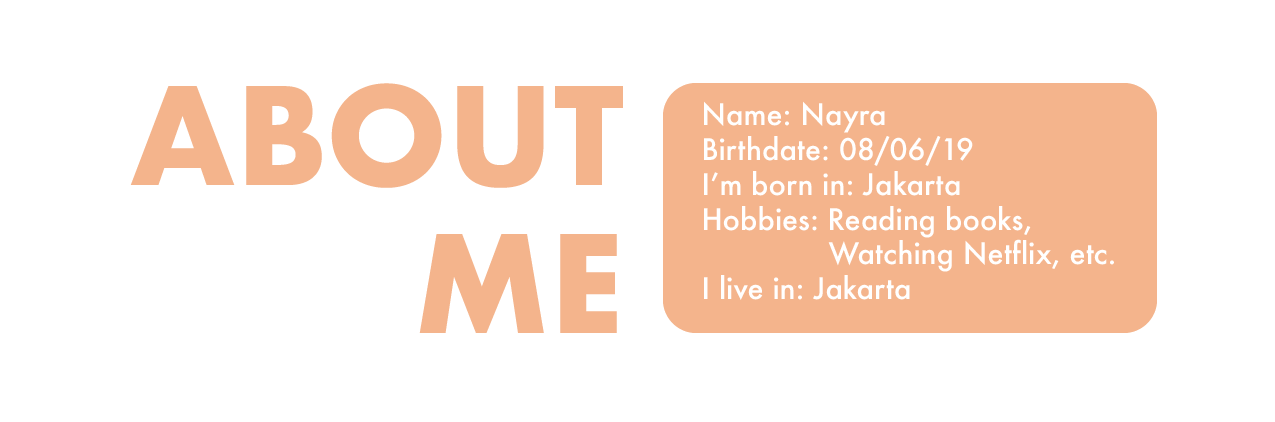 ABOUT
ME
Name: Nayra
Birthdate: 08/06/19
I’m born in: Jakarta
Hobbies: Reading books,
Watching Netflix, etc.
I live in: Jakarta